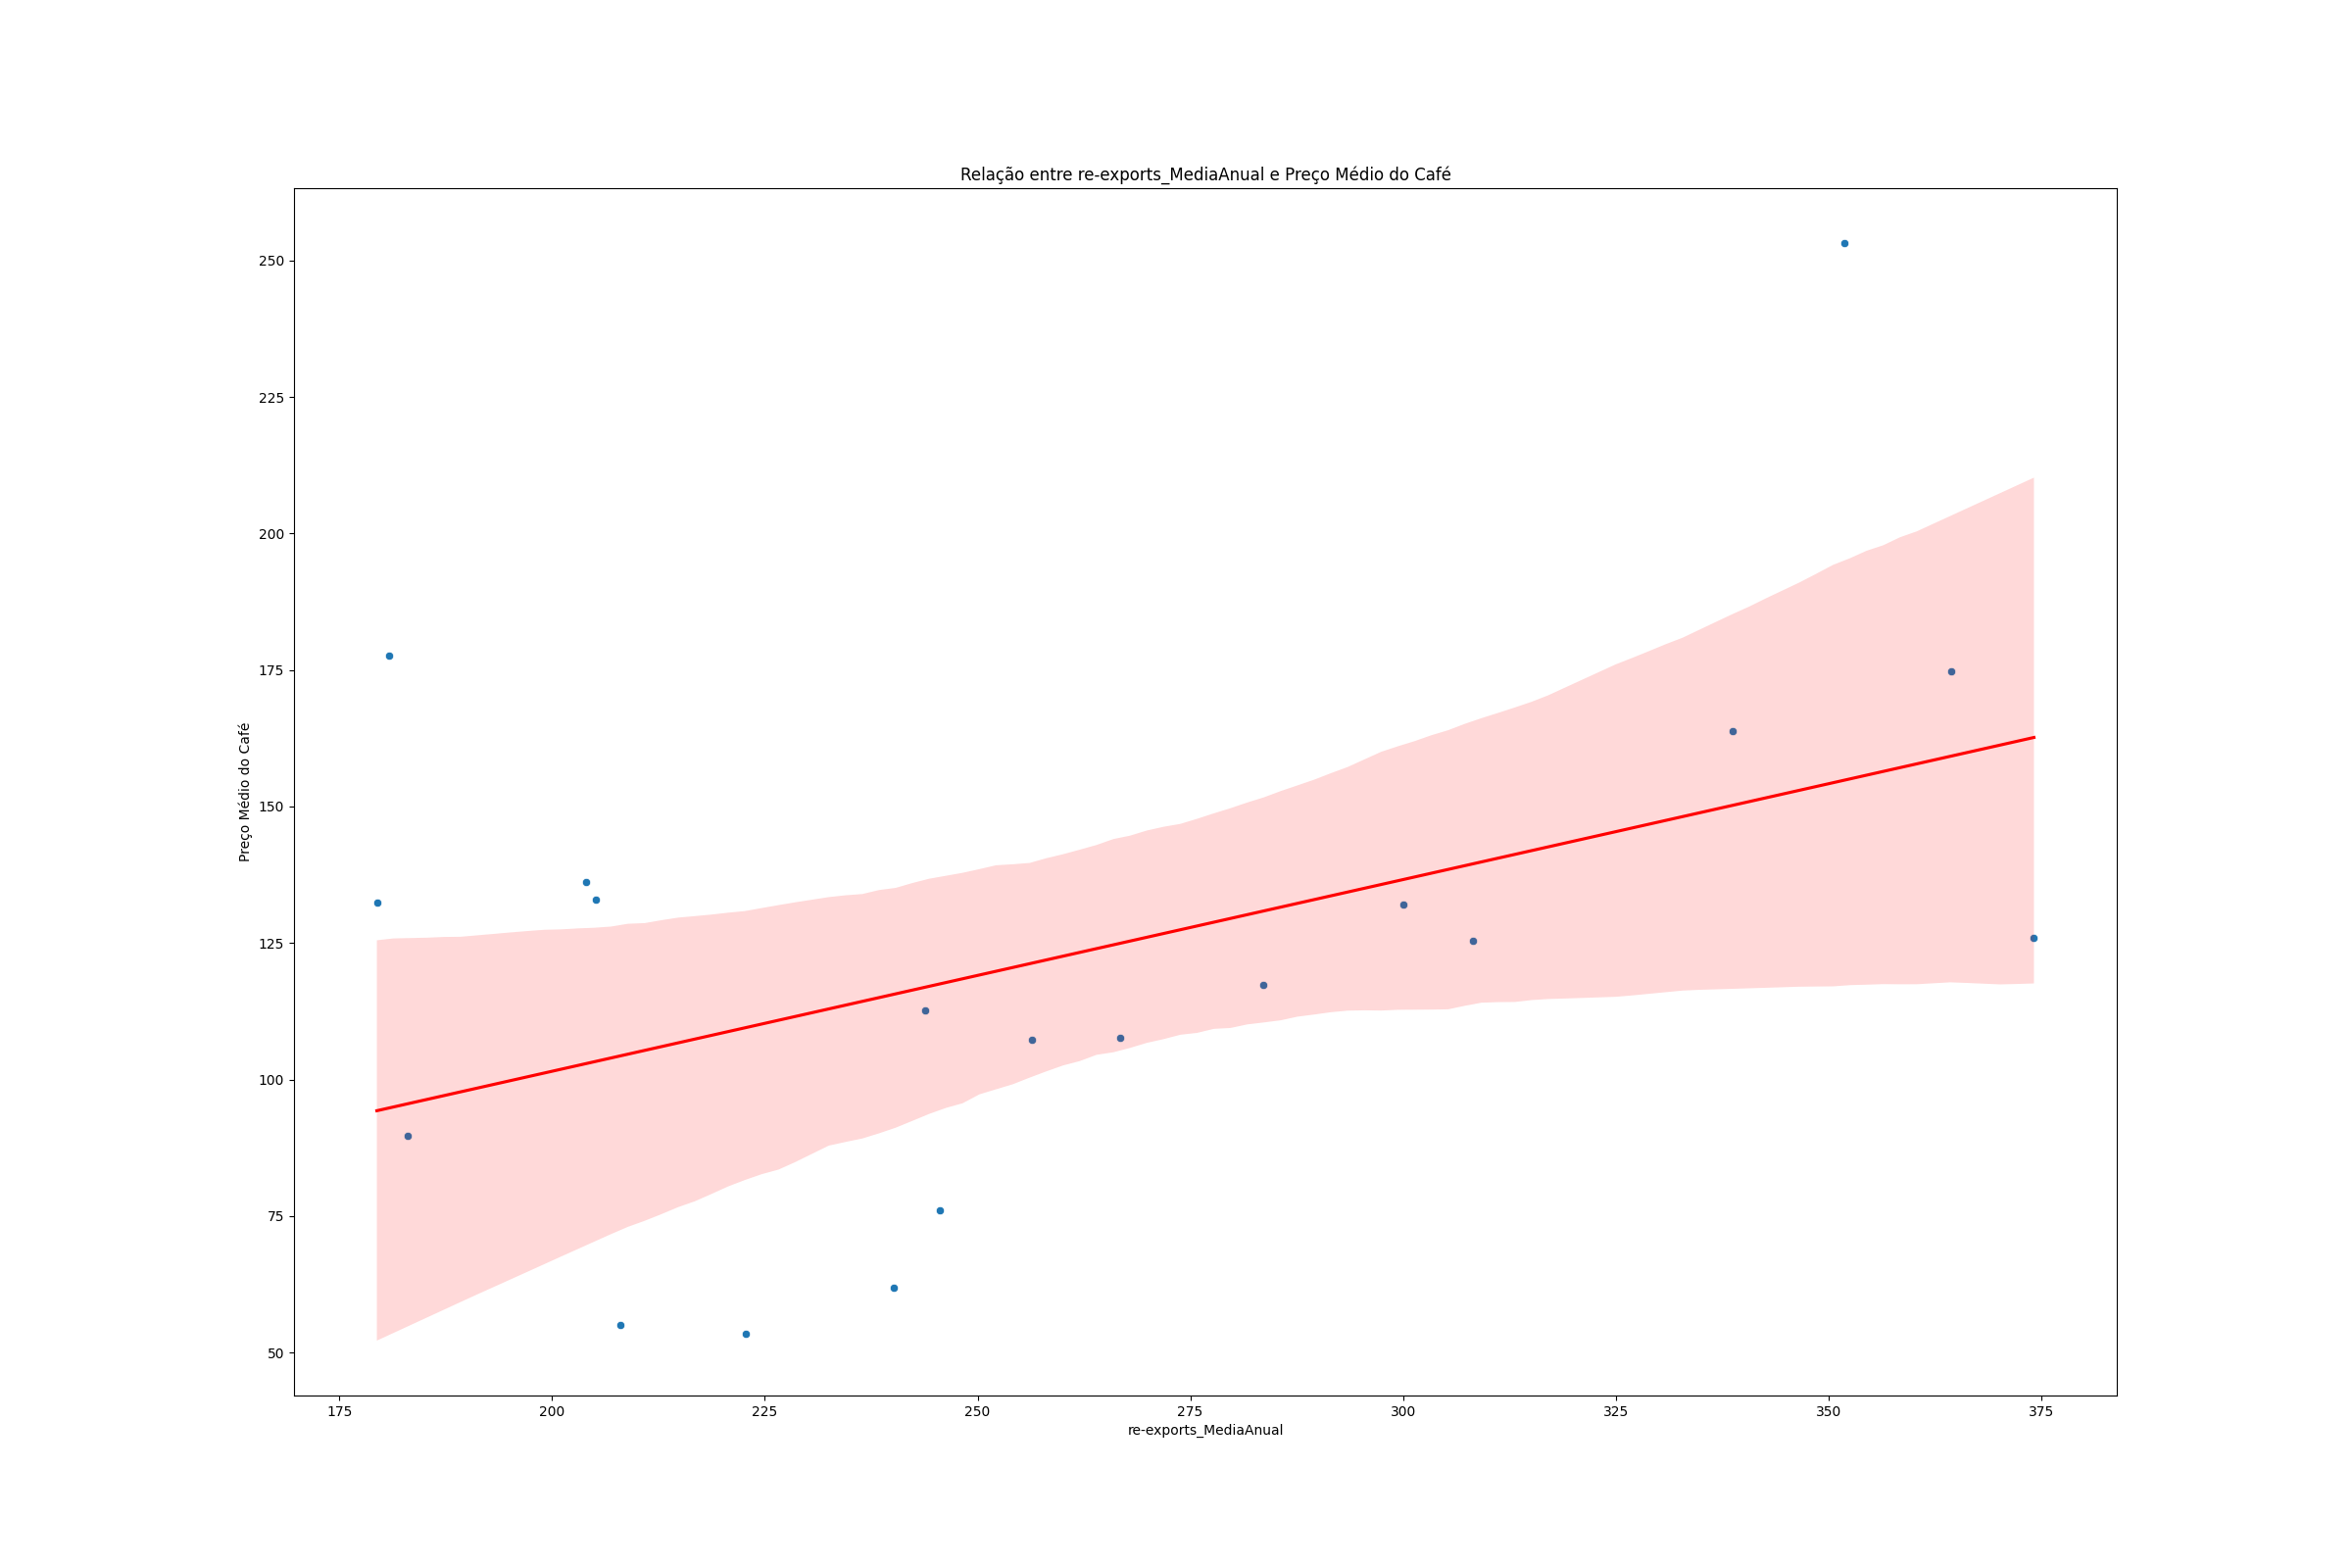 Relação entre re-exports_MediaAnual e Preço Médio do Café
250
225
200
175
150
125
100
75
50
Preço Médio do Café
175 200 225 250 275 300 325 350 375
re-exports_MediaAnual